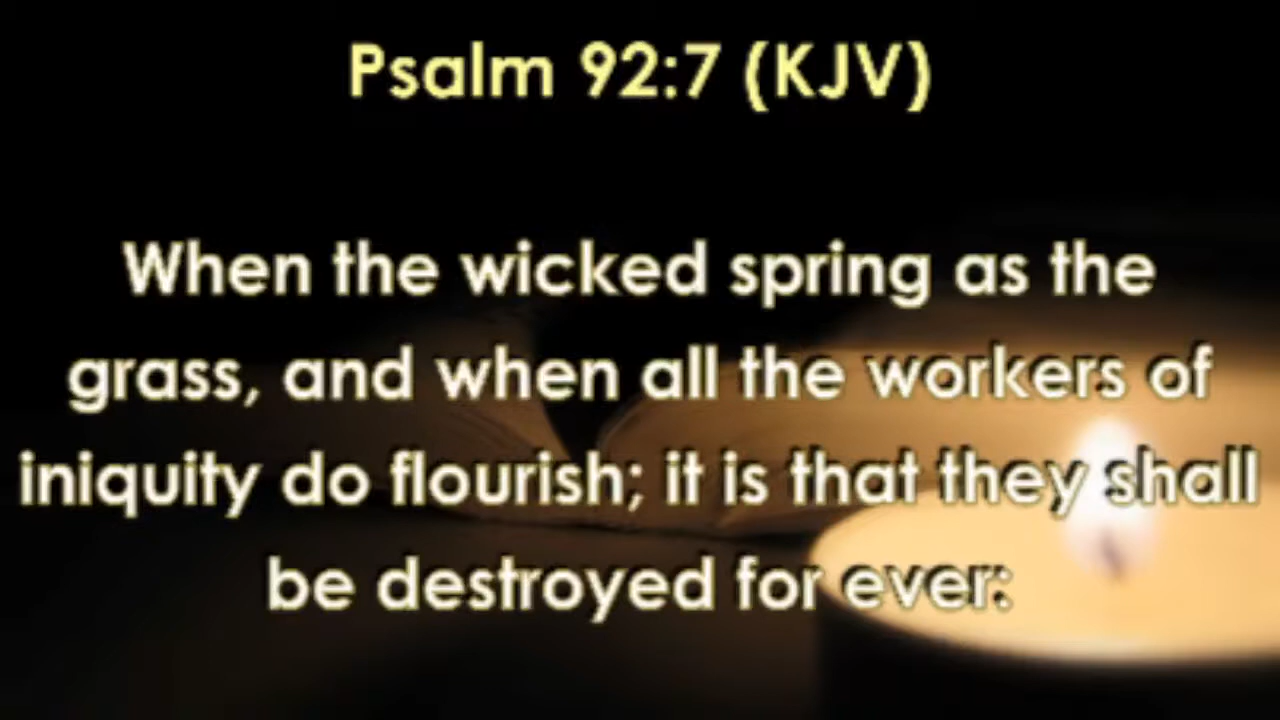 Psalm 92:7 (KJV)
When the wicked spring as the
grass, and when all the workers of
iniquity do flourish; it is that they shall
be destroyed for ever: